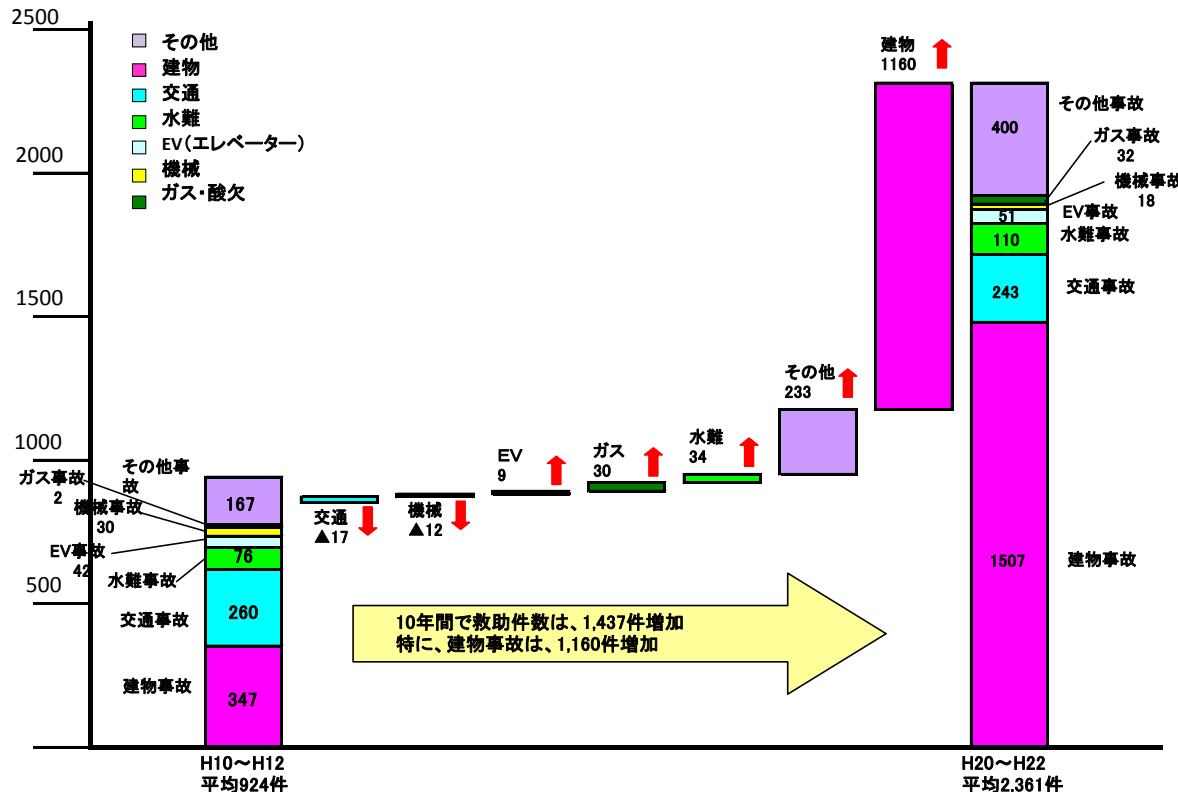 2500
2000
1500
1000
500
その他
建物
交通
水難
EV(エレベーター)
機械
ガス・酸欠
その他事
故
ガス事故
2
機械事故
30
EV事故
42
水難事故
交通事故
建物事故
167
76
260
347
H10～H12
平均924件
交通
▲17
機械
▲12
EV
9
ガス
30
水難
34
その他
233
建物
1160
10年間で救助件数は、1,437件増加
特に、建物事故は、1,160件増加
400
51
110
243
1507
その他事故
ガス事故
32
機械事故
18
EV事故
水難事故
交通事故
建物事故
H20～H22
平均2,361件